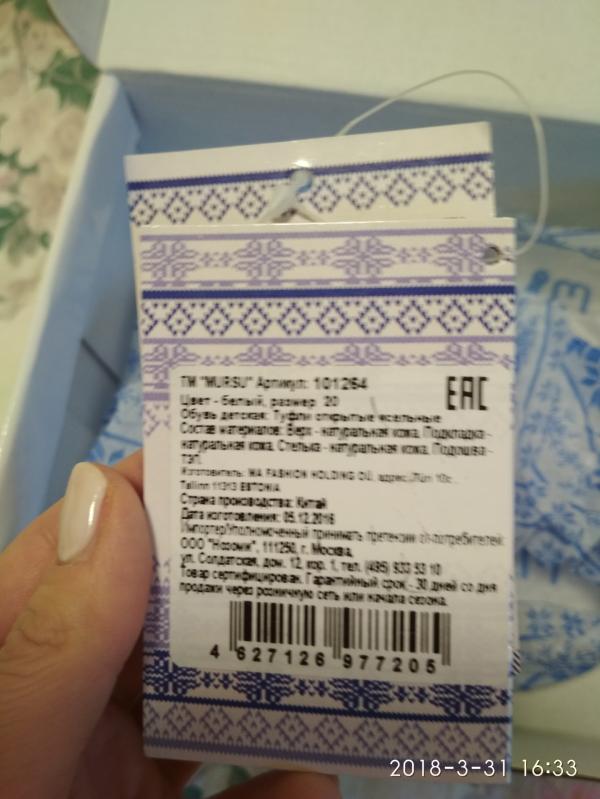 ТМ "MURSU" Артикул: 101264
Цвет - белый, размер 20
Обувь детская: Туфли открытые ясельные
Состав материалов: Верх - натуральная кожа, Подкладка -
натуральная кожа, Стелька - натуральная кожа, Подошва -
ТЭП.
Изготовитель: MA FASHION HOLDING OÜ, адрес:
Tallinn 11313 ESTONIA
Страна производства: Китай
Дата изготовления: 05.12.2016
Импортер/Уполномоченный принимать претензии от потребителей:
ООО "Нозоми", 111250, г. Москва,
ул. Солдатская, дом. 12, кор. 1, тел. (495) 933 53 10
Товар сертифицирован. Гарантийный срок - 30 дней со дня
продажи через розничную сеть или начала сезона.
EAC
4 627126 977205
2018-3-31 16:33